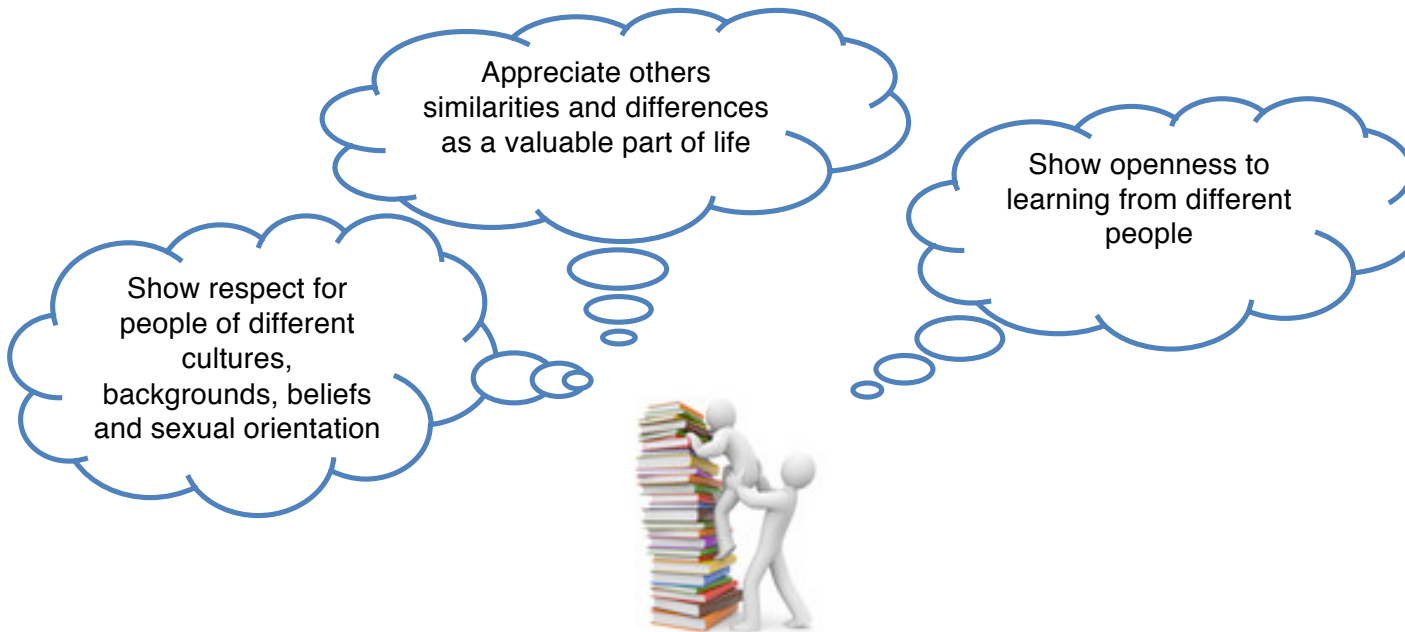 Appreciate others
similarities and differences
as a valuable part of life
Show openness to
learning from different
people
Show respect for
people of different
cultures,
backgrounds, beliefs
and sexual orientation